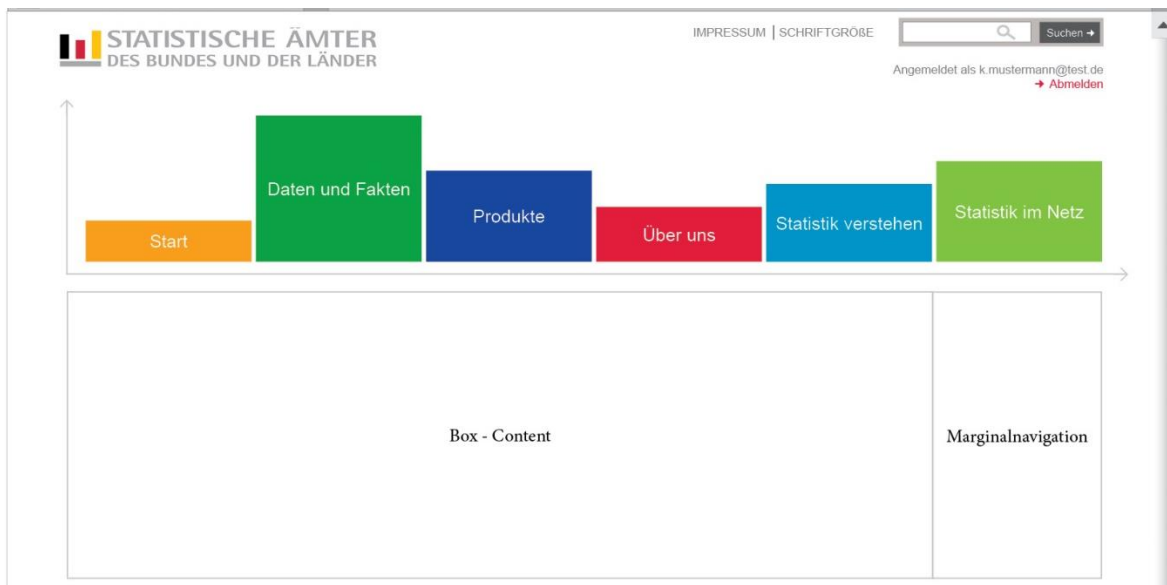 STATISTISCHE ÄMTER
DES BUNDES UND DER LÄNDER
IMPRESSUM | SCHRIFTGRÖßE
Suchen
Angemeldet als k.mustermann@test.de
Abmelden
Start
Daten und Fakten
Produkte
Über uns
Statistik verstehen
Statistik im Netz
Box - Content
Marginalnavigation